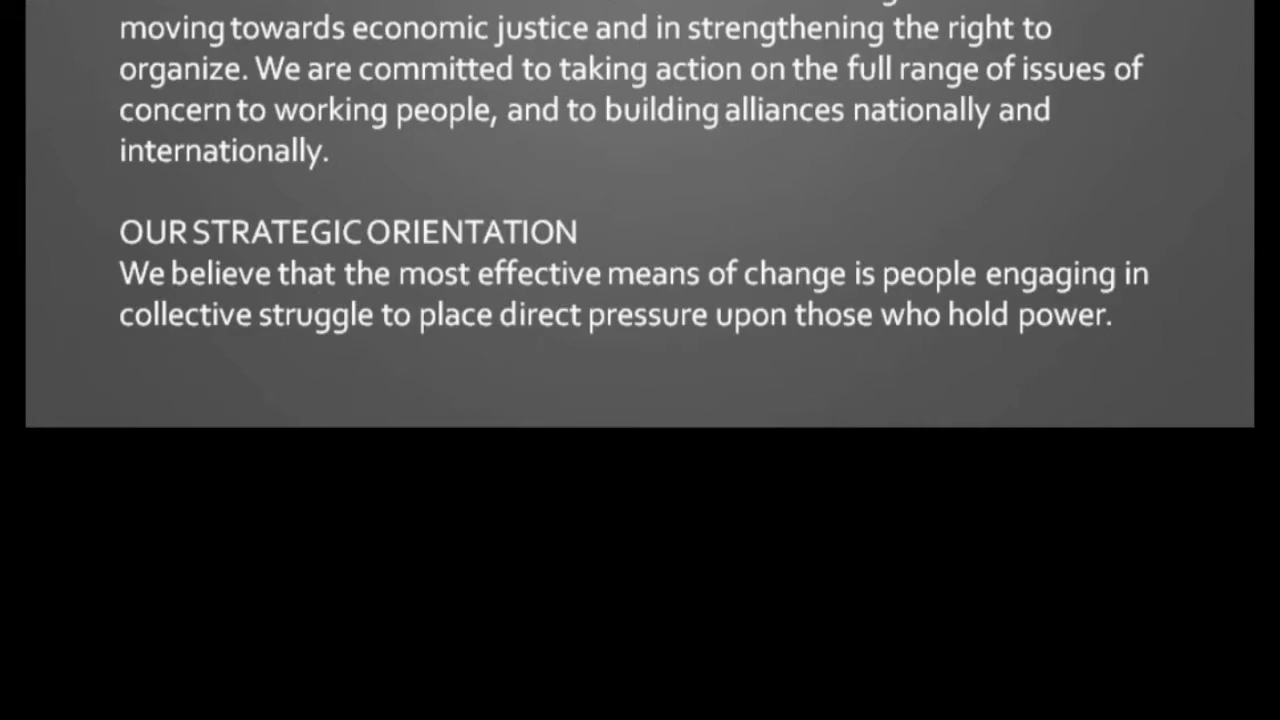 moving towards economic justice and in strengthening the right to
organize. We are committed to taking action on the full range of issues of
concern to working people, and to building alliances nationally and
internationally.
OUR STRATEGIC ORIENTATION
We believe that the most effective means of change is people engaging in
collective struggle to place direct pressure upon those who hold power.